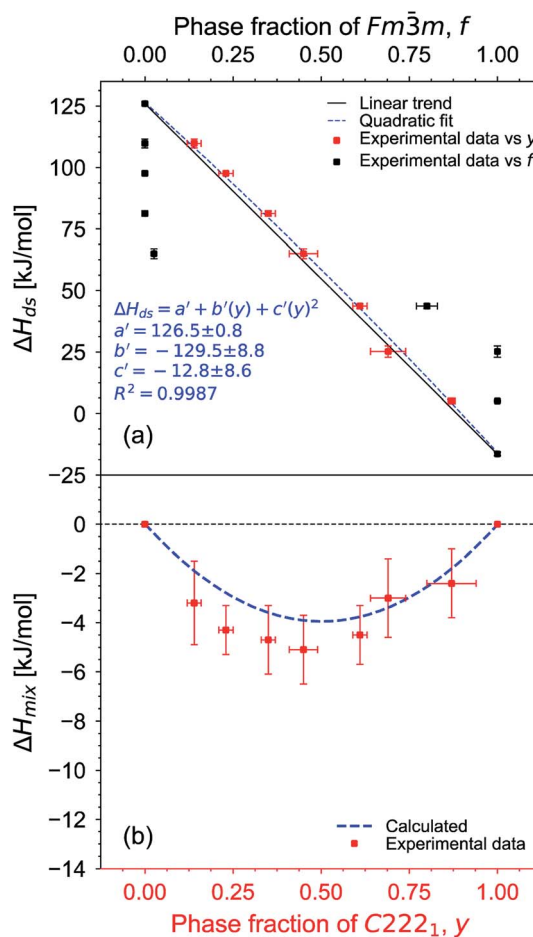 Phase fraction of Fm3̄m, f
0.00 0.25 0.50 0.75 1.00
Linear trend
Quadratic fit
Experimental data vs y
Experimental data vs f
125
100
75
50
25
0
−25
ΔH_ds [kJ/mol]
ΔH_ds = a′ + b′(y) + c′(y)²
a′ = 126.5±0.8
b′ = −129.5±8.8
c′ = −12.8±8.6
R² = 0.9987
(a)
0
−2
−4
−6
−8
−10
−12
−14
ΔH_mix [kJ/mol]
(b)
Calculated
Experimental data
0.00 0.25 0.50 0.75 1.00
Phase fraction of C222₁, y